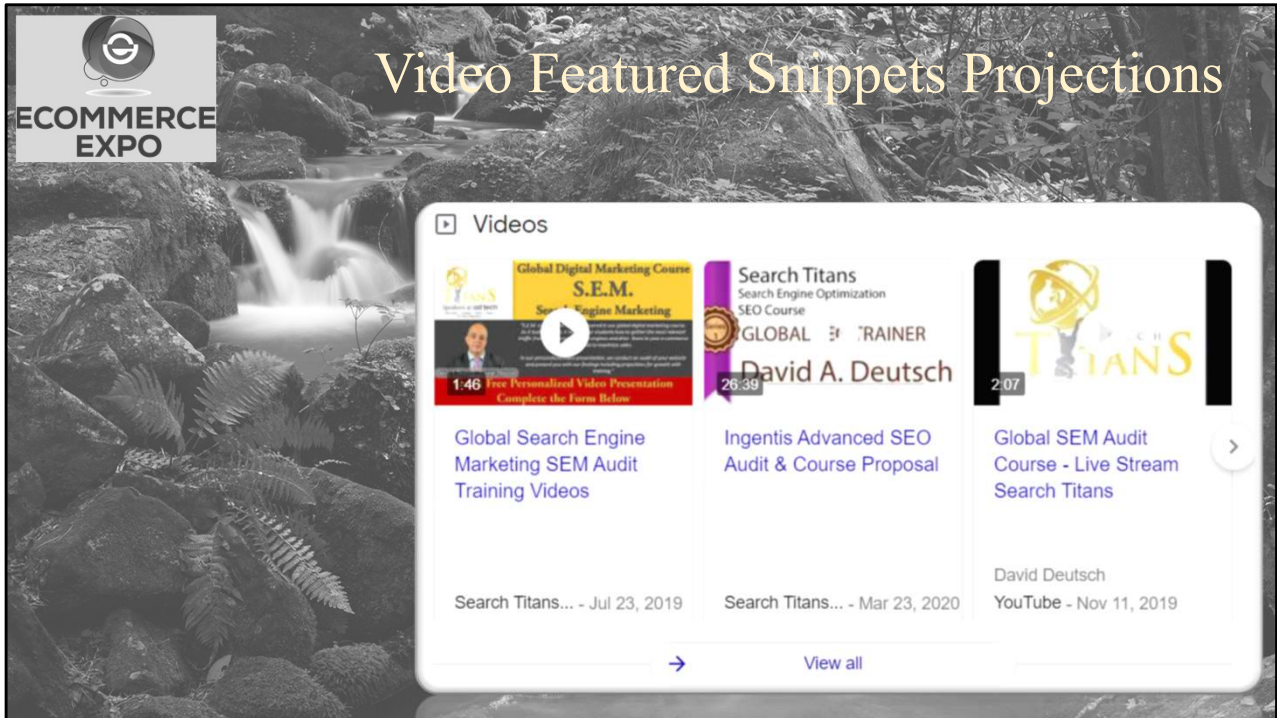 ECOMMERCE
EXPO
Video Featured Snippets Projections
Videos
Global Digital Marketing Course
S.E.M.
Engine Marketing
1:46
Free Personalized Video Presentation
Complete the Form Below
Search Titans
Search Engine Optimization
SEO Course
GLOBAL TRAINER
David A. Deutsch
26:39
TITANS
2:07
Global Search Engine
Marketing SEM Audit
Training Videos
Ingentis Advanced SEO
Audit & Course Proposal
Global SEM Audit
Course - Live Stream
Search Titans
David Deutsch
Search Titans... - Jul 23, 2019
Search Titans... - Mar 23, 2020
YouTube - Nov 11, 2019
View all